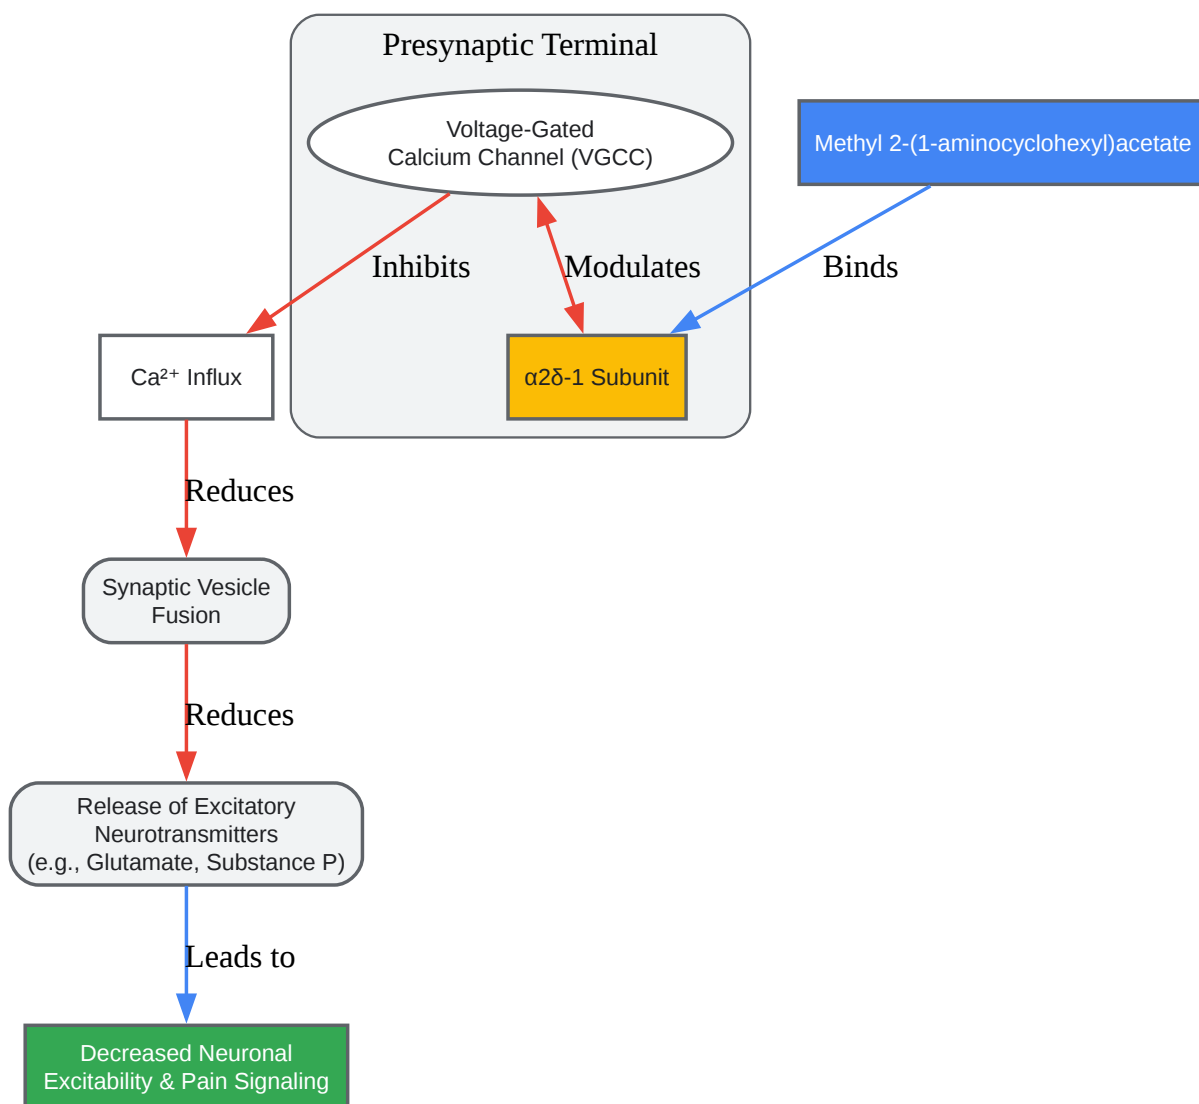 Presynaptic Terminal
Voltage-Gated
Calcium Channel (VGCC)
Methyl 2-(1-aminocyclohexyl)acetate
Inhibits
Modulates
Binds
Ca²⁺ Influx
α2δ-1 Subunit
Reduces
Synaptic Vesicle
Fusion
Reduces
Release of Excitatory
Neurotransmitters
(e.g., Glutamate, Substance P)
Leads to
Decreased Neuronal
Excitability & Pain Signaling